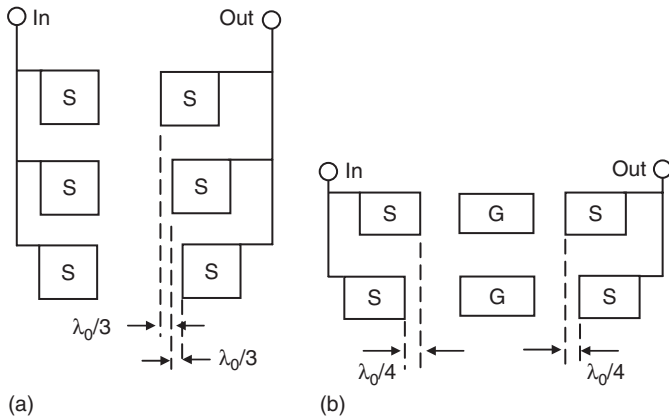 In Out
S S
S S
S S
λ₀/3
λ₀/3
(a)
In Out
S G S
S G S
λ₀/4 λ₀/4
(b)